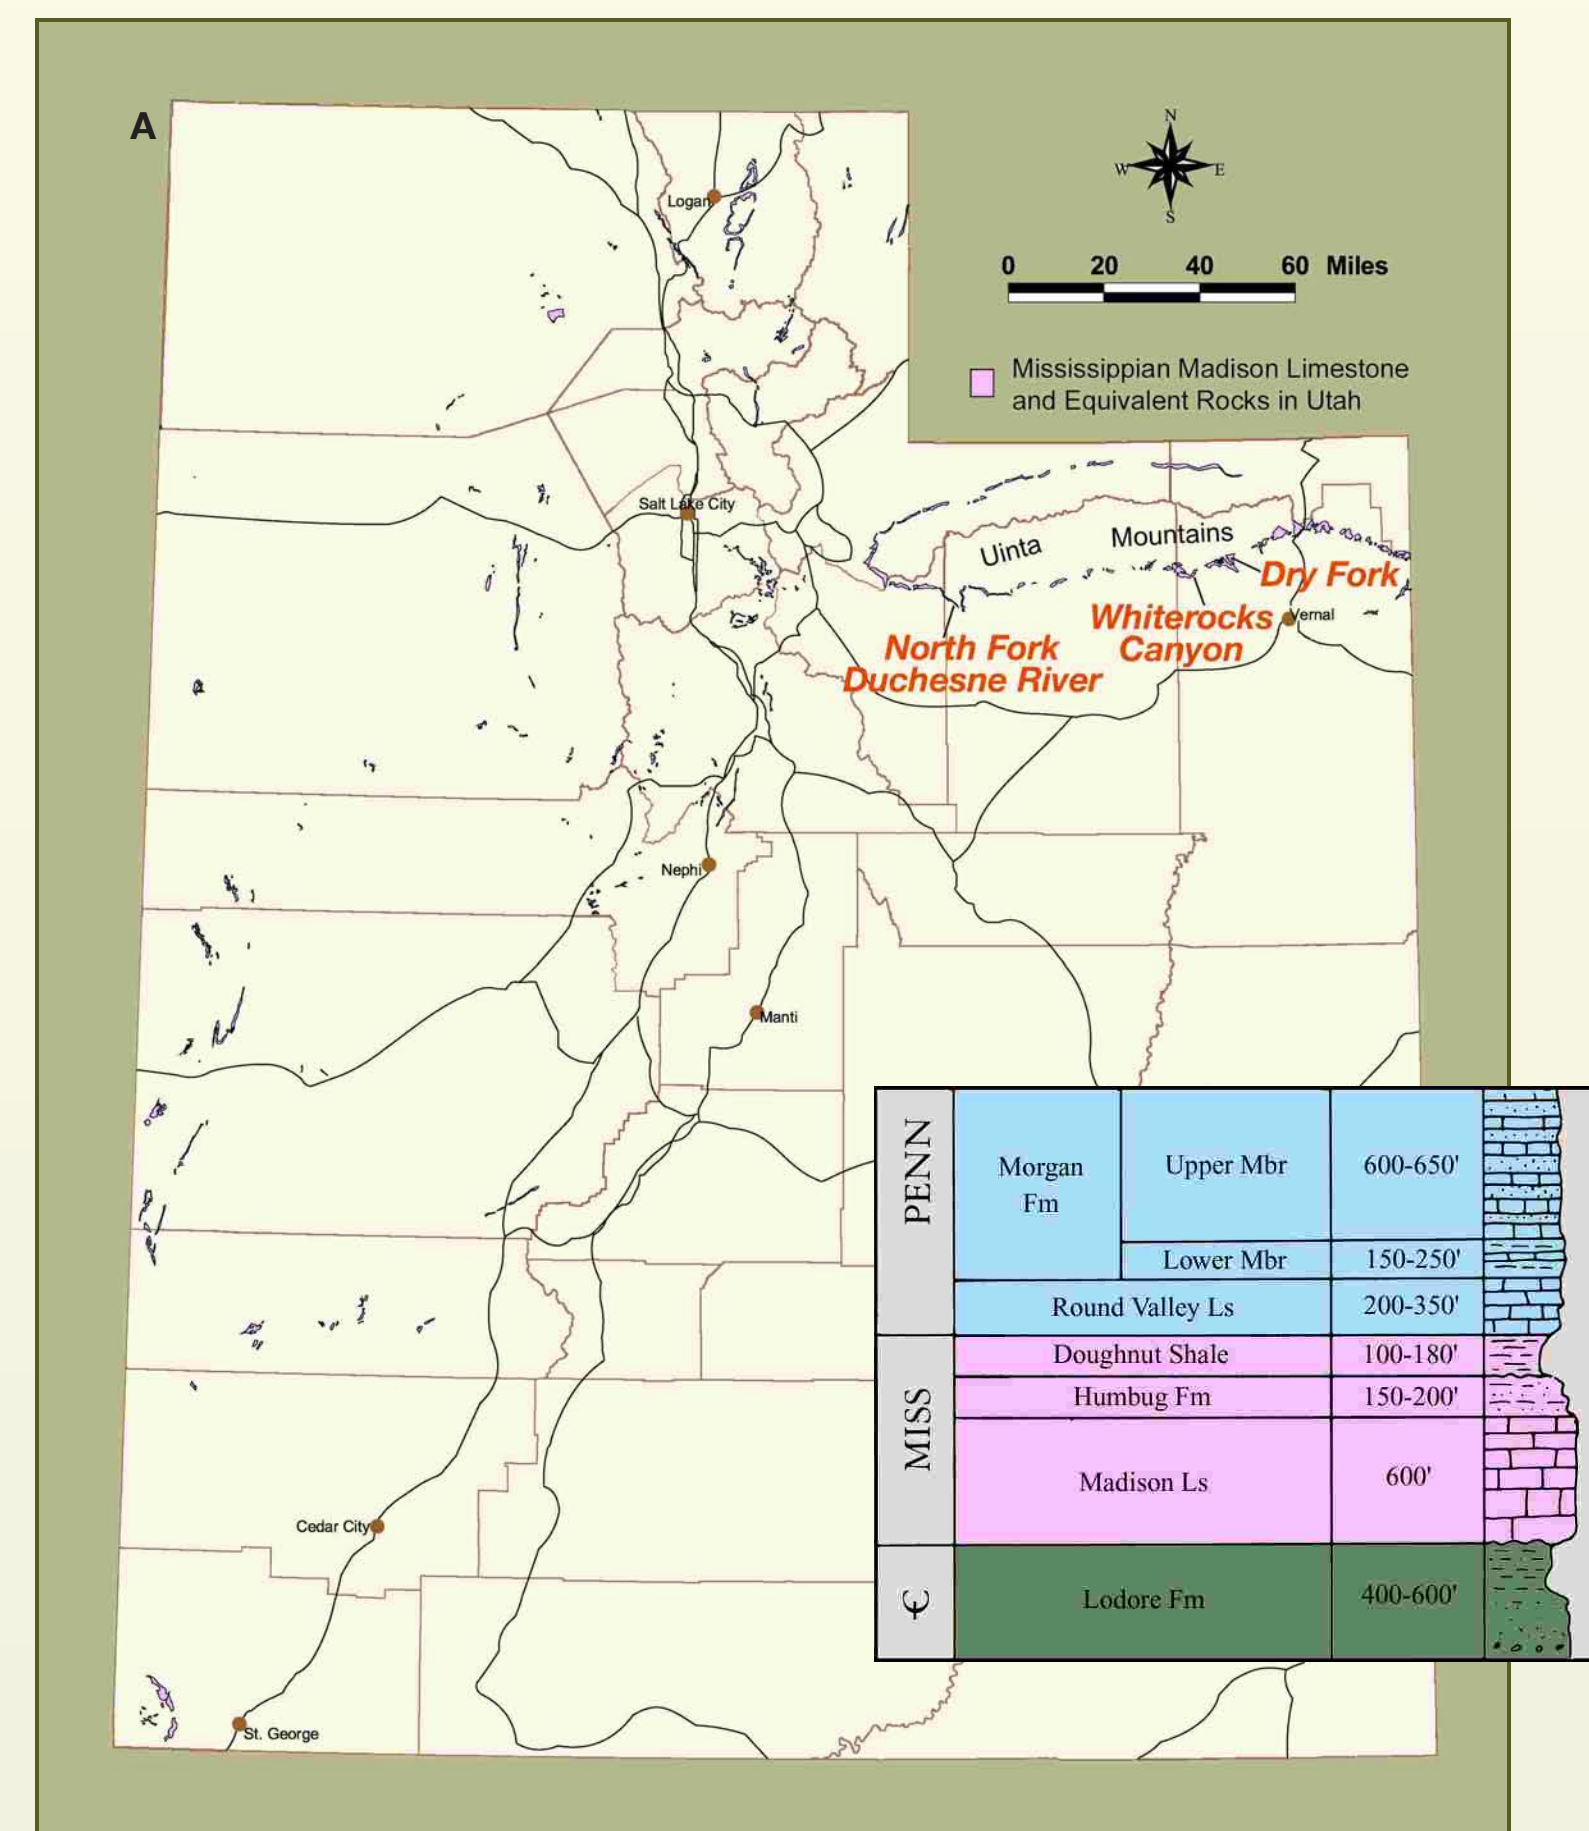 A
N
W
E
S
Logan
0 20 40 60 Miles
Mississippian Madison Limestone
and Equivalent Rocks in Utah
Salt Lake City
Uinta Mountains
Dry Fork
Whiterocks
Canyon
Vernal
North Fork
Duchesne River
Nephi
Manti
PENN
Morgan
Fm
Upper Mbr
600-650'
Lower Mbr
150-250'
Round Valley Ls
200-350'
MISS
Doughnut Shale
100-180'
Humbug Fm
150-200'
Madison Ls
600'
Є
Lodore Fm
400-600'
Cedar City
St. George